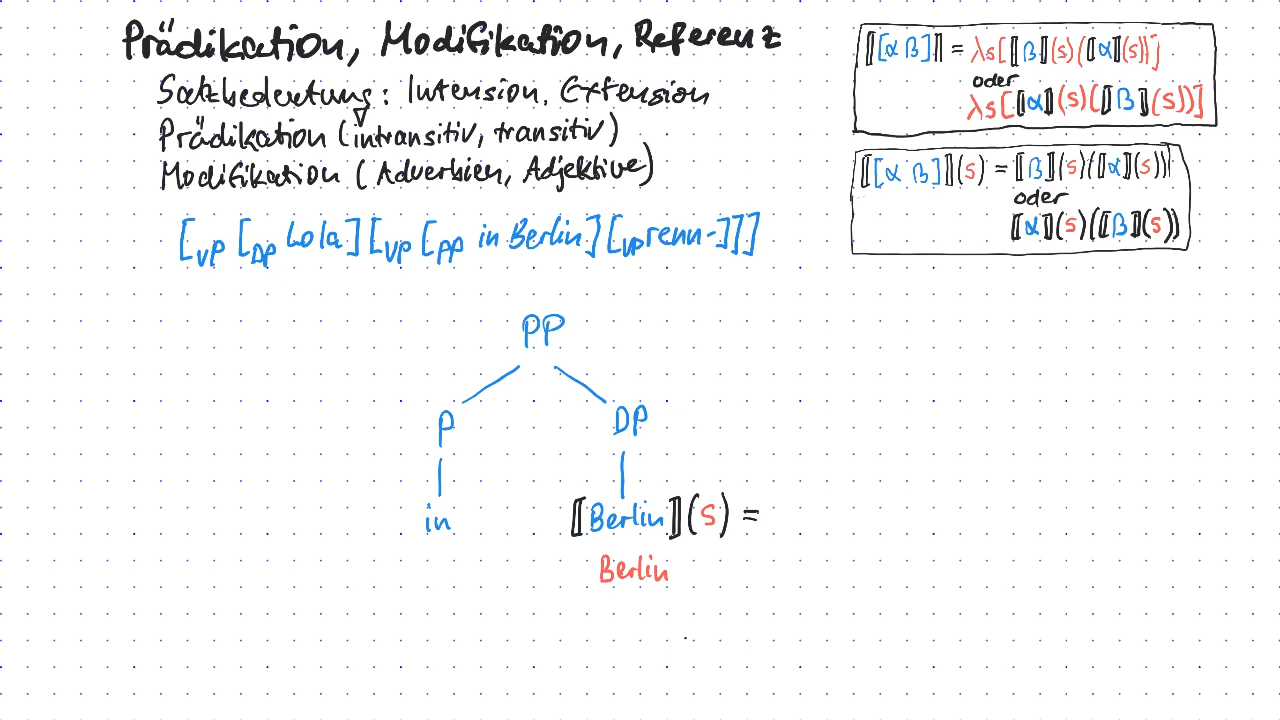 Prädikation, Modifikation, Referenz
Satzbedeutung: Intension, Extension
Prädikation (intransitiv, transitiv)
Modifikation (Adverbien, Adjektive)
[VP [DP Lola] [VP [PP in Berlin] [VP renn-]]]
⟦[α β]⟧ = λs[⟦β⟧(s)(⟦α⟧(s))]
oder
λs[⟦α⟧(s)(⟦β⟧(s))]
⟦[α β]⟧(s) = ⟦β⟧(s)(⟦α⟧(s))
oder
⟦α⟧(s)(⟦β⟧(s))
PP
P DP
in ⟦Berlin⟧(s) =
Berlin